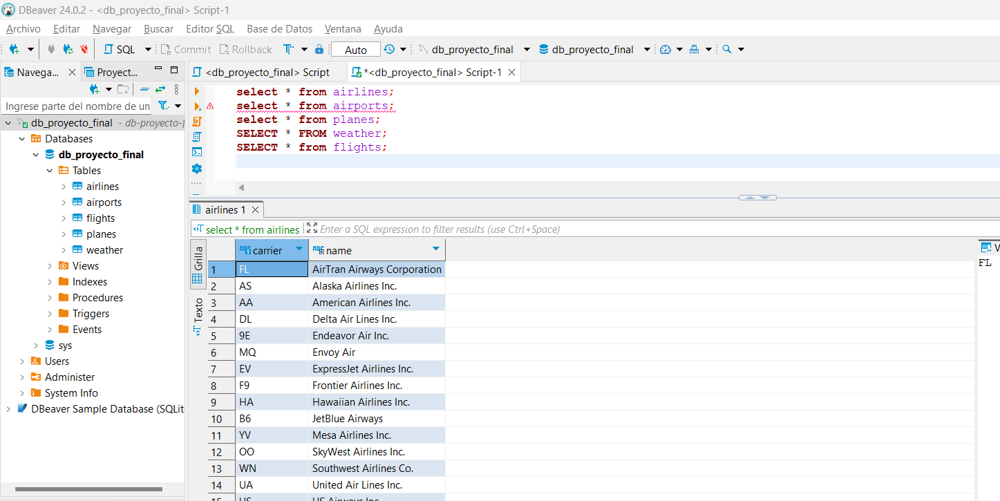 DBeaver 24.0.2 - <db_proyecto_final> Script-1
Archivo Editar Navegar Buscar Editor SQL Base de Datos Ventana Ayuda
SQL Commit Rollback Auto db_proyecto_final db_proyecto_final
Navega... Proyect...
Ingrese parte del nombre de un
db_proyecto_final - db-proyecto-f
Databases
db_proyecto_final
Tables
airlines
airports
flights
planes
weather
Views
Indexes
Procedures
Triggers
Events
sys
Users
Administer
System Info
DBeaver Sample Database (SQLit
<db_proyecto_final> Script *<db_proyecto_final> Script-1
select * from airlines;
select * from airports;
select * from planes;
SELECT * FROM weather;
SELECT * from flights;
airlines 1
select * from airlines Enter a SQL expression to filter results (use Ctrl+Space)
Grilla
Texto
carrier name
1 FL AirTran Airways Corporation
2 AS Alaska Airlines Inc.
3 AA American Airlines Inc.
4 DL Delta Air Lines Inc.
5 9E Endeavor Air Inc.
6 MQ Envoy Air
7 EV ExpressJet Airlines Inc.
8 F9 Frontier Airlines Inc.
9 HA Hawaiian Airlines Inc.
10 B6 JetBlue Airways
11 YV Mesa Airlines Inc.
12 OO SkyWest Airlines Inc.
13 WN Southwest Airlines Co.
14 UA United Air Lines Inc.
15 US US Airways Inc.
V
FL